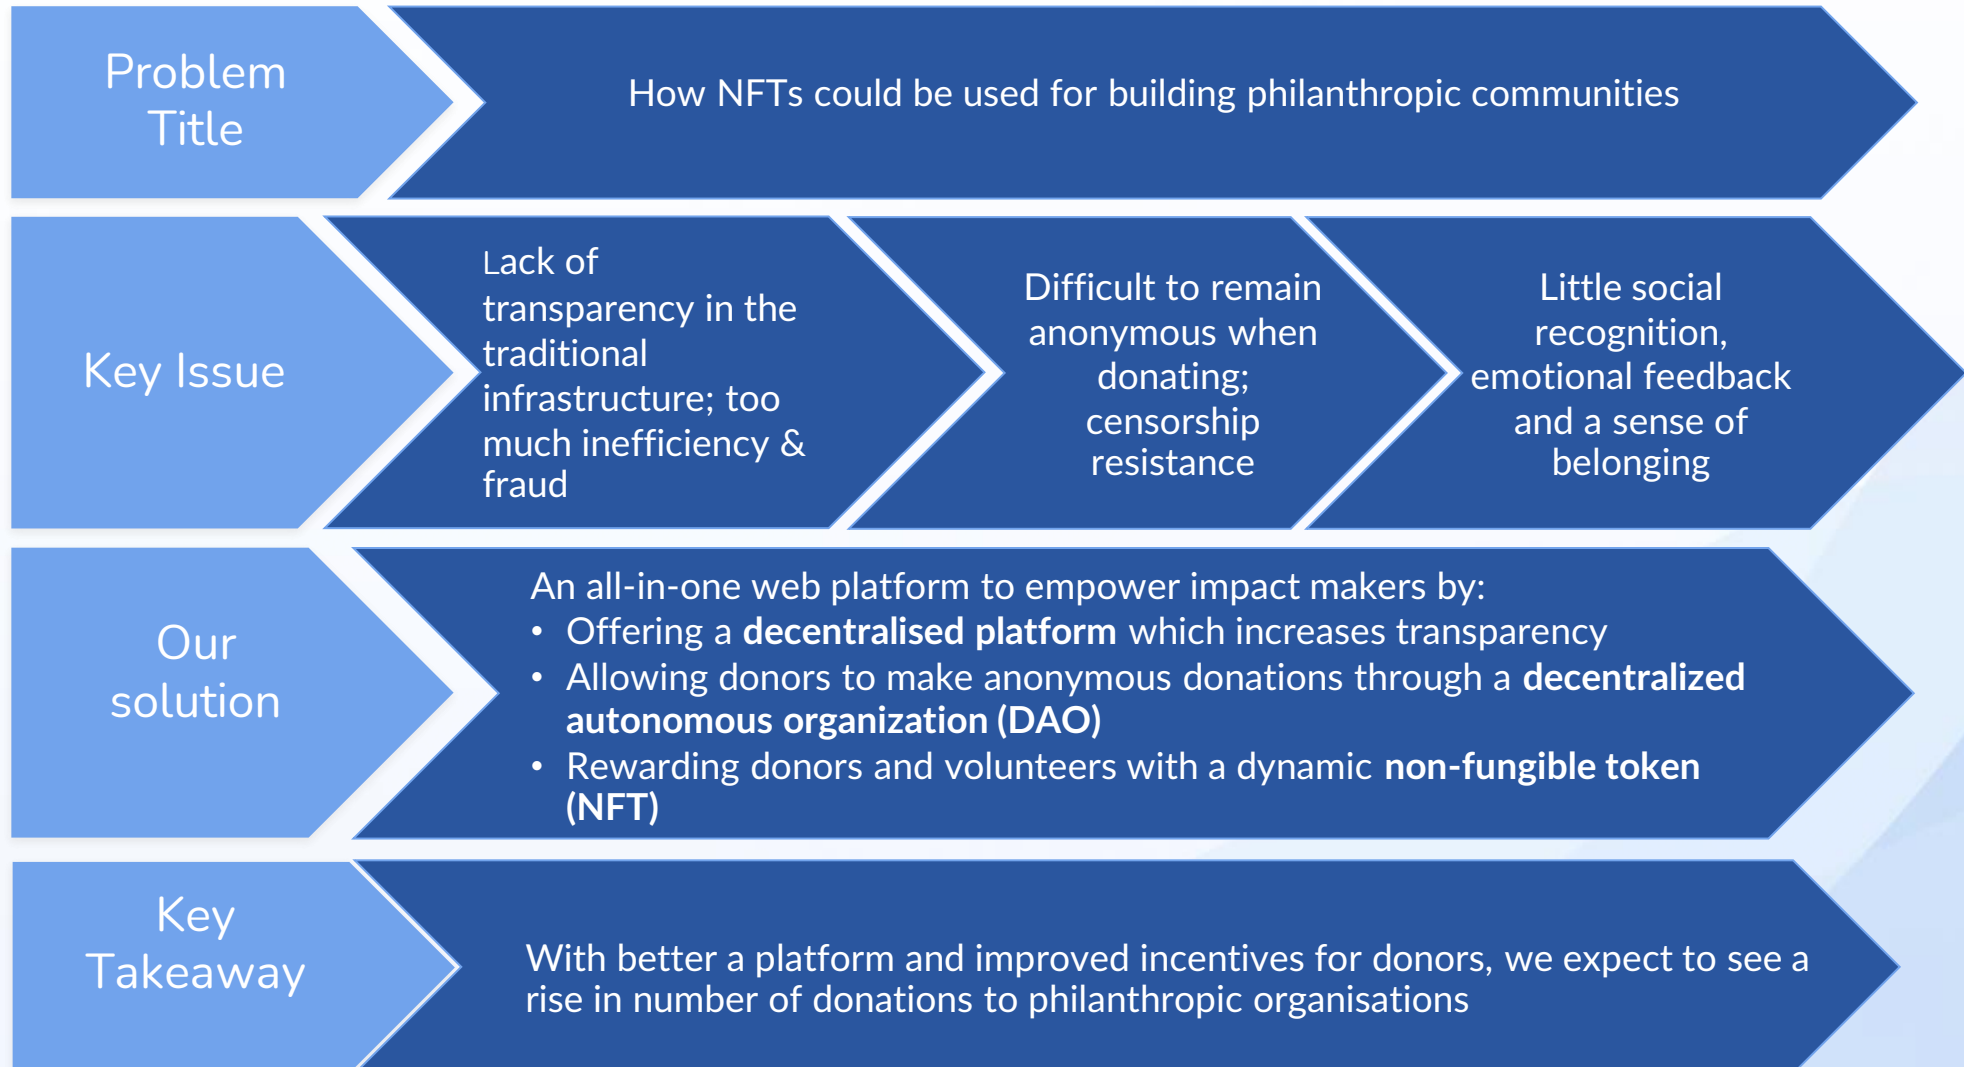 Problem
Title
How NFTs could be used for building philanthropic communities
Key Issue
Lack of
transparency in the
traditional
infrastructure; too
much inefficiency &
fraud
Difficult to remain
anonymous when
donating;
censorship
resistance
Little social
recognition,
emotional feedback
and a sense of
belonging
Our
solution
An all-in-one web platform to empower impact makers by:
• Offering a decentralised platform which increases transparency
• Allowing donors to make anonymous donations through a decentralized
autonomous organization (DAO)
• Rewarding donors and volunteers with a dynamic non-fungible token
(NFT)
Key
Takeaway
With better a platform and improved incentives for donors, we expect to see a
rise in number of donations to philanthropic organisations